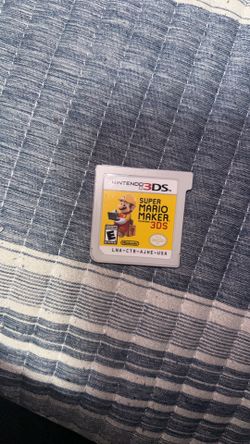 NINTENDO 3DS
SUPER
MARIO
MAKER
3DS
E
Nintendo
LNA-CTR-AJHE-USA